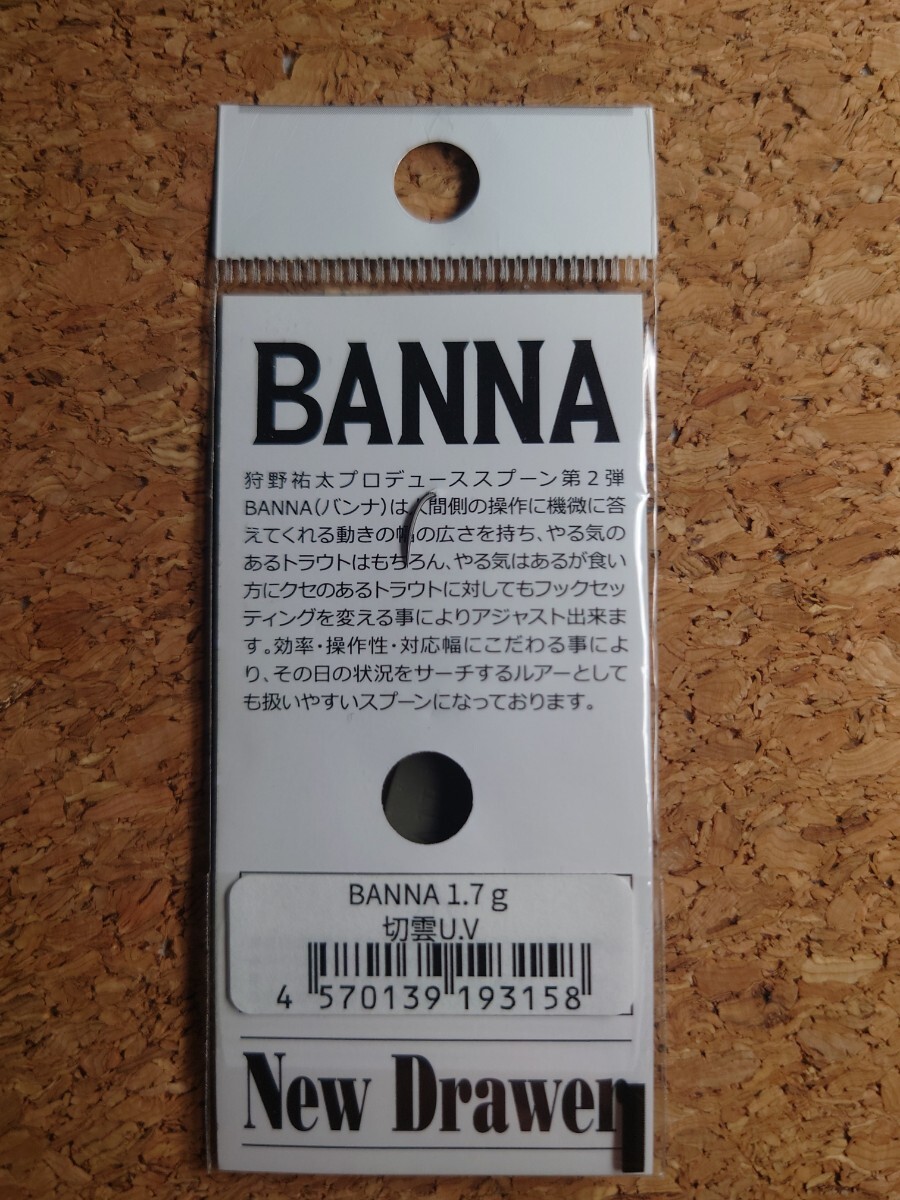 BANNA
狩野祐太プロデューススプーン第2弾
BANNA(バンナ)は人間側の操作に機微に答
えてくれる動きの幅の広さを持ち、やる気の
あるトラウトはもちろん、やる気はあるが食い
方にクセのあるトラウトに対してもフックセッ
ティングを変える事によりアジャスト出来ま
す。効率・操作性・対応幅にこだわる事によ
り、その日の状況をサーチするルアーとして
も扱いやすいスプーンになっております。
BANNA 1.7g
切雲U.V
4 570139 193158
New Drawer